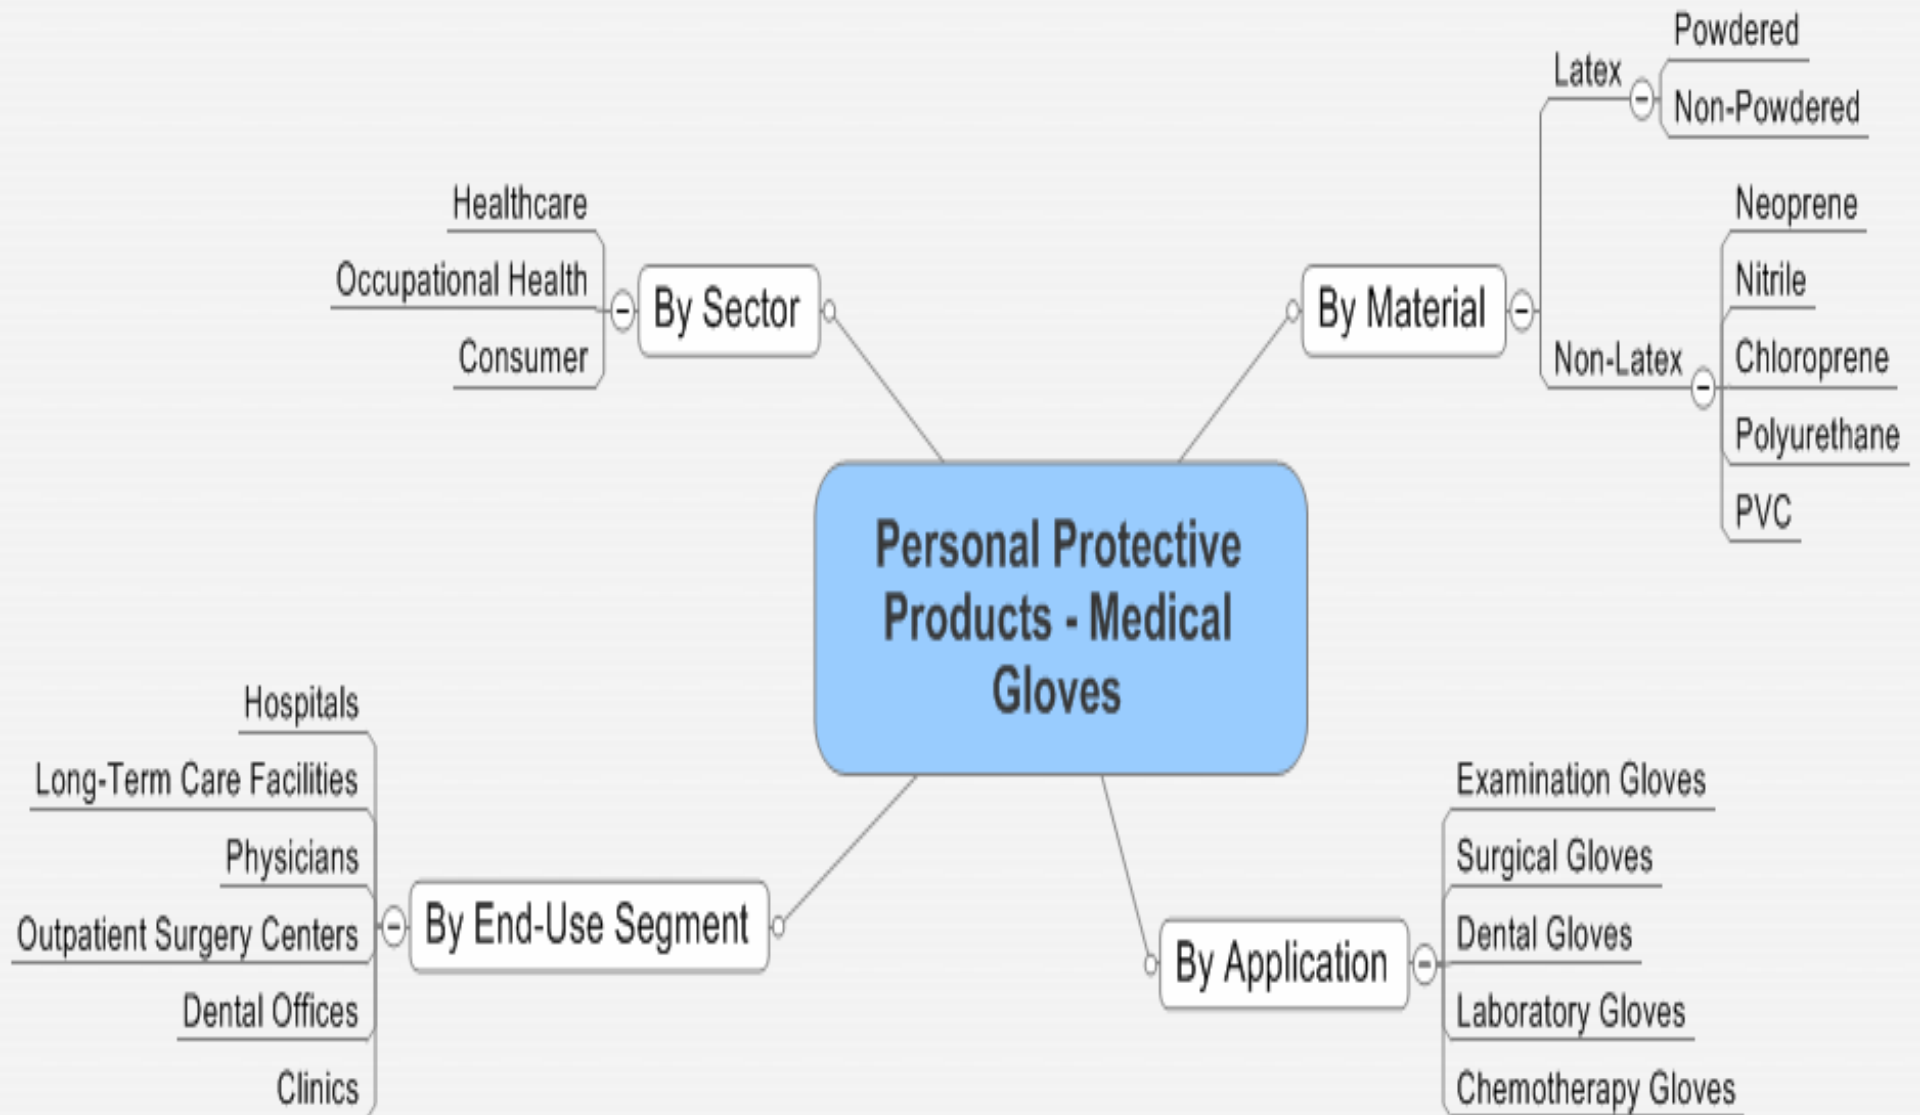 Powdered
Latex
Non-Powdered
Healthcare
Occupational Health
Consumer
By Sector
By Material
Neoprene
Nitrile
Non-Latex
Chloroprene
Polyurethane
PVC
Personal Protective
Products - Medical
Gloves
Hospitals
Long-Term Care Facilities
Physicians
Outpatient Surgery Centers
Dental Offices
Clinics
By End-Use Segment
By Application
Examination Gloves
Surgical Gloves
Dental Gloves
Laboratory Gloves
Chemotherapy Gloves